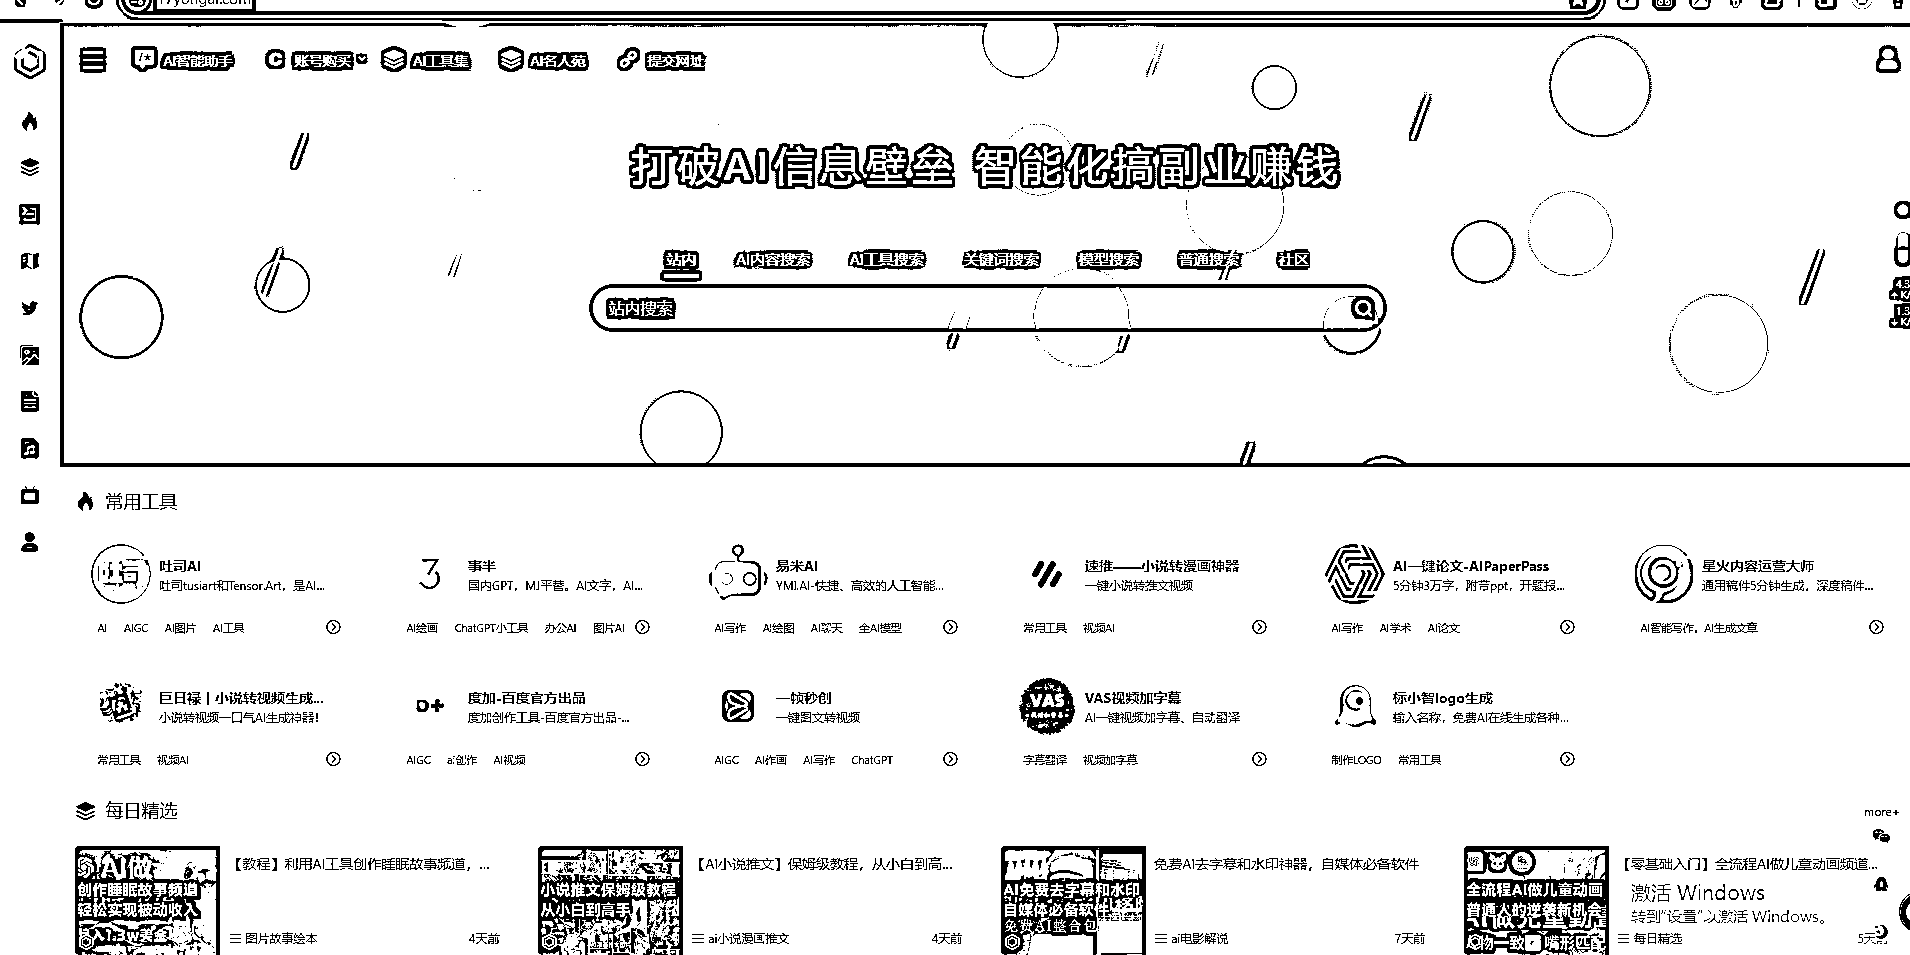 AI智能助手 账号购买 AI工具集 AI名人苑 提交网址
打破AI信息壁垒 智能化搞副业赚钱
站内 AI内容搜索 AI工具搜索 关键词搜索 模型搜索 普通搜索 社区
站内搜索
常用工具
吐司AI
吐司tusiart和Tensor.Art，是AI...
AI AIGC AI图片 AI工具
事半
国内GPT，MJ平替。AI文字，AI...
AI绘画 ChatGPT小工具 办公AI 图片AI
易米AI
YMI.AI-快捷、高效的人工智能...
AI写作 AI绘图 AI聊天 全AI模型
速推——小说转漫画神器
一键小说转推文视频
常用工具 视频AI
AI一键论文-AIPaperPass
5分钟3万字，附带ppt，开题报...
AI写作 AI学术 AI论文
星火内容运营大师
通用稿件5分钟生成，深度稿件...
AI智能写作，AI生成文章
巨日禄 | 小说转视频生成...
小说转视频一口气AI生成神器!
常用工具 视频AI
度加-百度官方出品
度加创作工具-百度官方出品-...
AIGC ai创作 AI视频
一帧秒创
一键图文转视频
AIGC AI作画 AI写作 ChatGPT
VAS
VAS视频加字幕
AI一键视频加字幕、自动翻译
字幕翻译 视频加字幕
标小智logo生成
输入名称，免费AI在线生成各种...
制作LOGO 常用工具
每日精选
more+
AI做
创作睡眠故事频道
轻松实现被动收入
【教程】利用AI工具创作睡眠故事频道，...
图片故事绘本 4天前
小说推文保姆级教程
从小白到高手
【AI小说推文】保姆级教程，从小白到高...
ai小说漫画推文 4天前
AI免费去字幕和水印
自媒体必备软件
免费AI整合包
免费AI去字幕和水印神器，自媒体必备软件
ai电影解说 7天前
全流程AI做儿童动画
普通人的逆袭新机会
【零基础入门】全流程AI做儿童动画频道...
激活 Windows
转到"设置"以激活 Windows。
每日精选